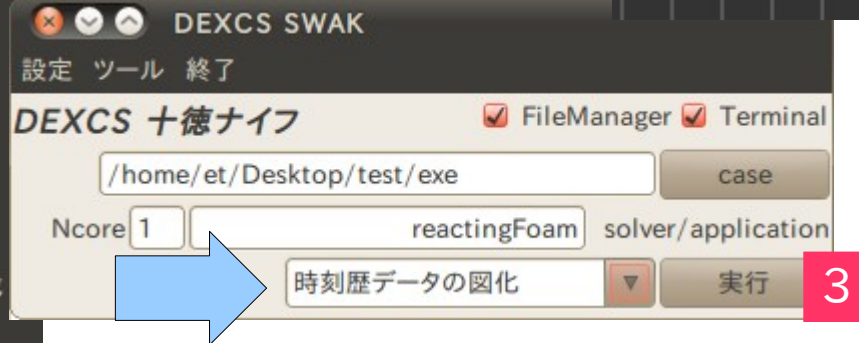 DEXCS SWAK
設定 ツール 終了
DEXCS 十徳ナイフ FileManager Terminal
/home/et/Desktop/test/exe case
Ncore 1 reactingFoam solver/application
時刻歴データの図化 実行 3